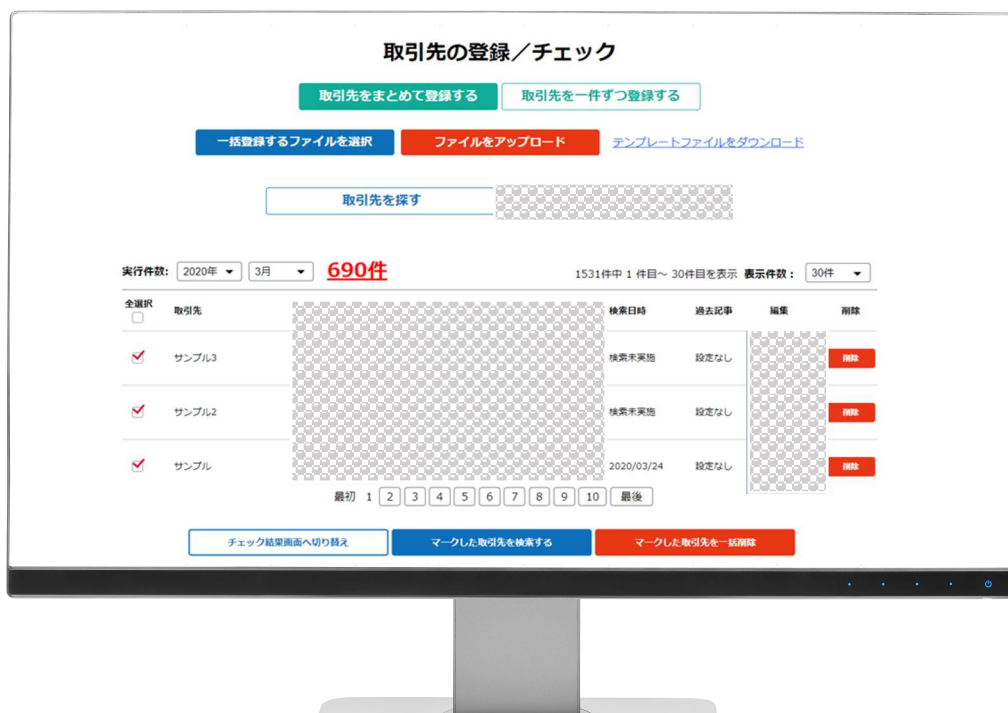 取引先の登録／チェック
取引先をまとめて登録する 取引先を一件ずつ登録する
一括登録するファイルを選択 ファイルをアップロード テンプレートファイルをダウンロード
取引先を探す
実行件数: 2020年 3月 690件 1531件中 1 件目～ 30件目を表示 表示件数： 30件
全選択 取引先 検索日時 過去記事 編集 削除
サンプル3 検索未実施 設定なし 削除
サンプル2 検索未実施 設定なし 削除
サンプル 2020/03/24 設定なし 削除
最初 1 2 3 4 5 6 7 8 9 10 最後
チェック結果画面へ切り替え マークした取引先を検索する マークした取引先を一括削除